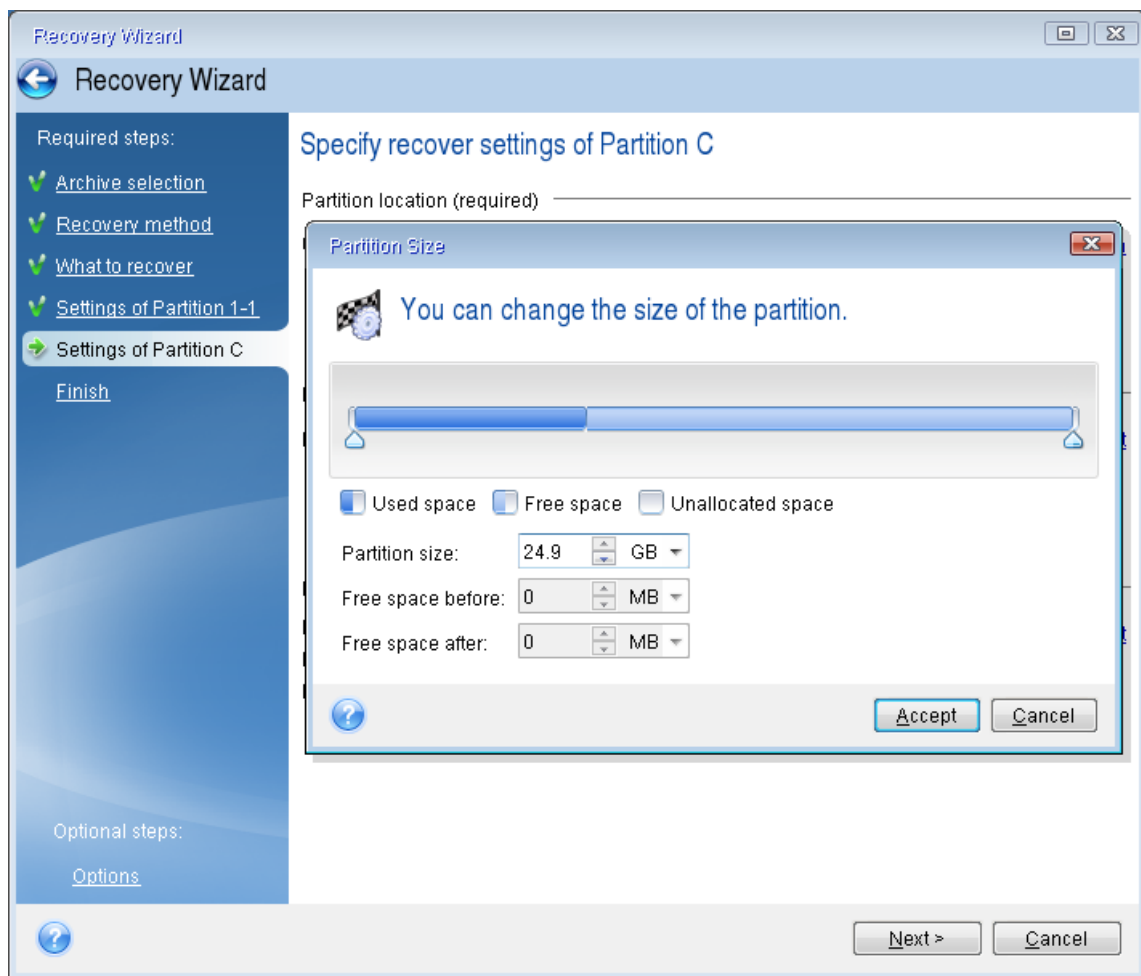 Recovery Wizard
Recovery Wizard
Required steps:
Archive selection
Recovery method
What to recover
Settings of Partition 1-1
Settings of Partition C
Finish
Optional steps:
Options
Specify recover settings of Partition C
Partition location (required)
Partition Size
You can change the size of the partition.
Used space Free space Unallocated space
Partition size: 24.9 GB
Free space before: 0 MB
Free space after: 0 MB
Accept Cancel
Next > Cancel